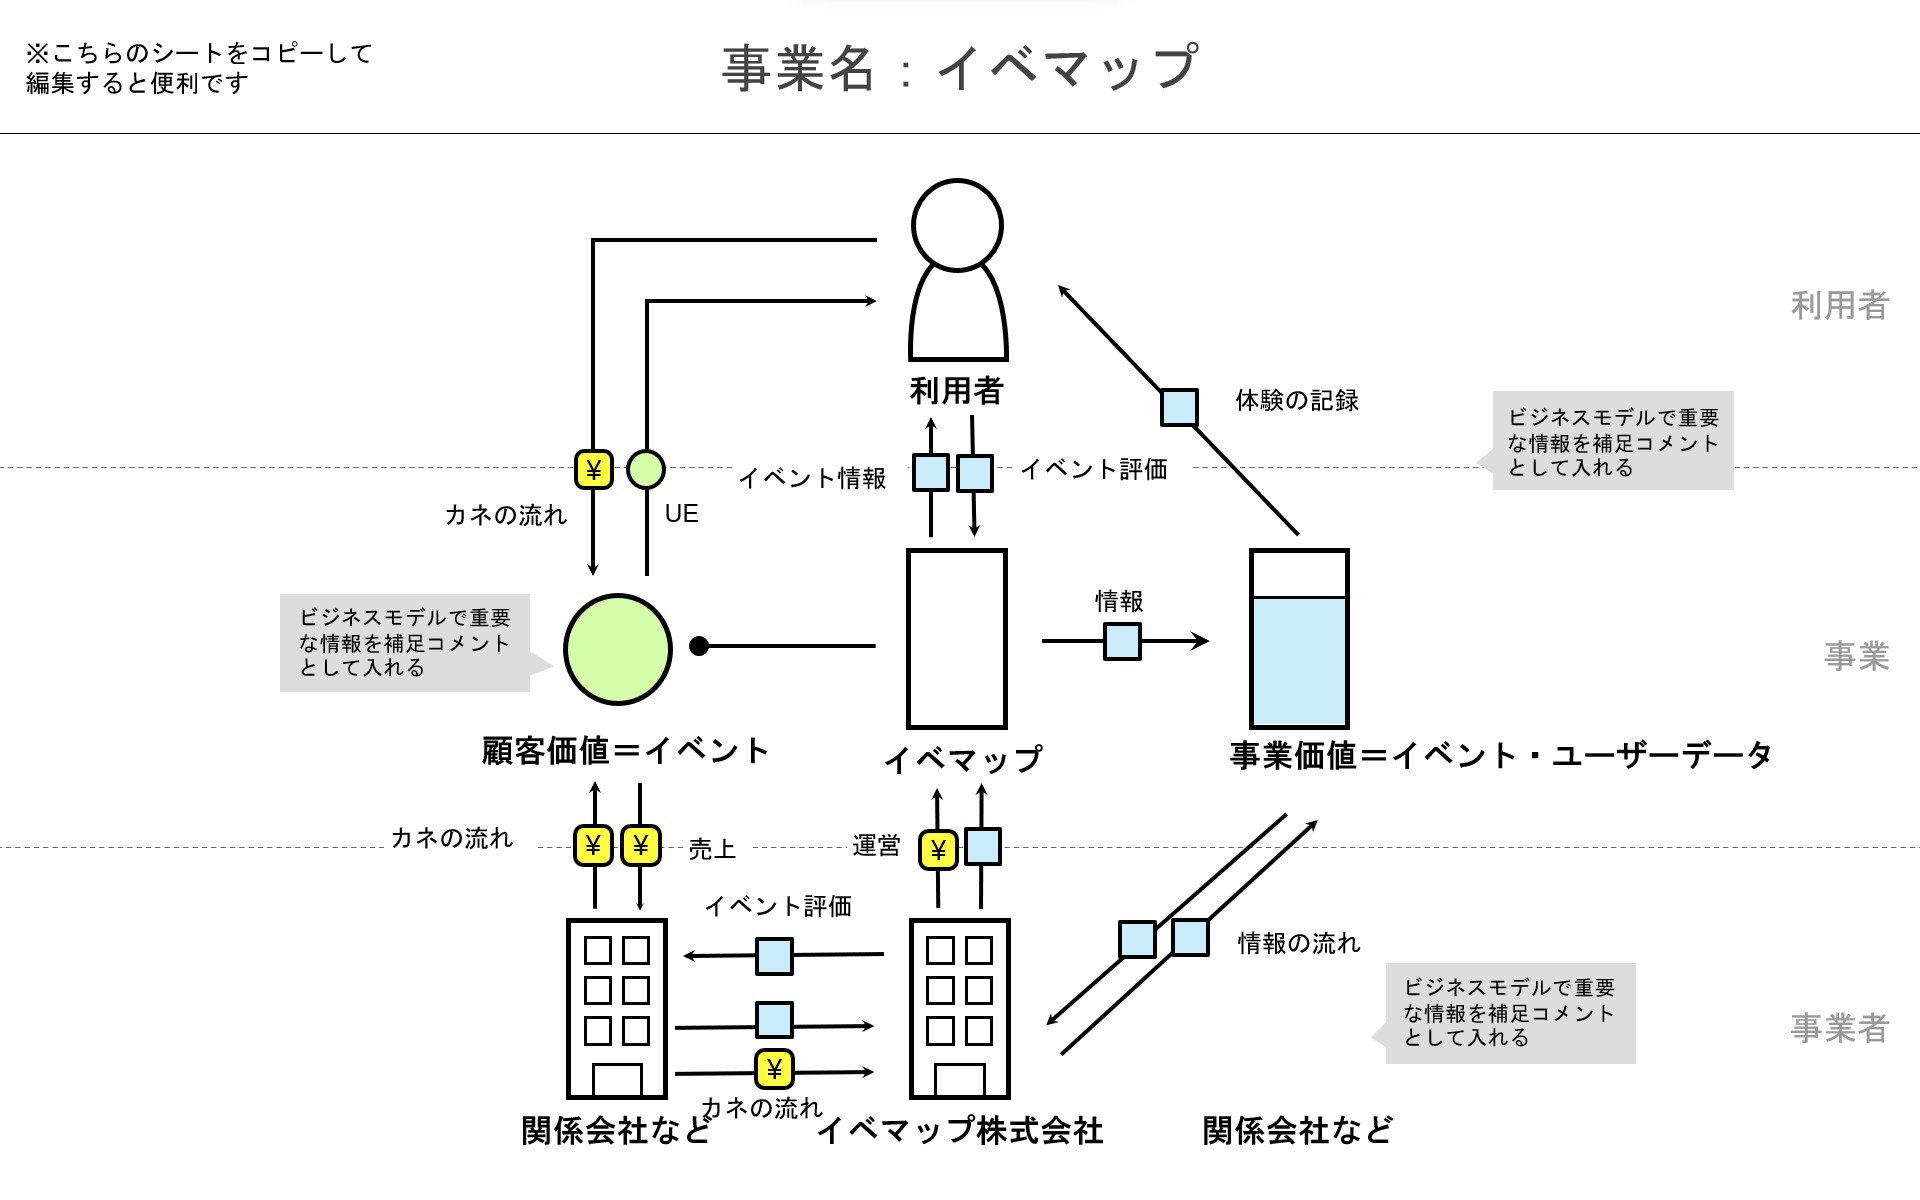 ※こちらのシートをコピーして
編集すると便利です
事業名：イベマップ
利用者
利用者
体験の記録
ビジネスモデルで重要
な情報を補足コメント
として入れる
¥
イベント情報
イベント評価
カネの流れ
UE
情報
ビジネスモデルで重要
な情報を補足コメント
として入れる
事業
顧客価値＝イベント
イベマップ
事業価値＝イベント・ユーザーデータ
カネの流れ
¥
¥
売上
運営
¥
イベント評価
情報の流れ
ビジネスモデルで重要
な情報を補足コメント
として入れる
事業者
¥
カネの流れ
関係会社など
イベマップ株式会社
関係会社など